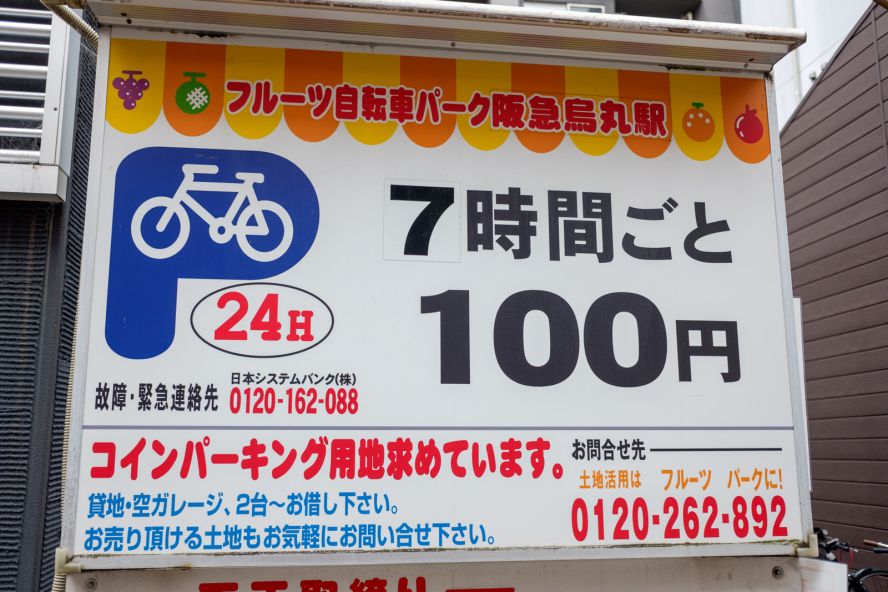 フルーツ自転車パーク阪急烏丸駅
P
7時間ごと
100円
24H
日本システムバンク(株)
故障・緊急連絡先 0120-162-088
コインパーキング用地求めています。
貸地・空ガレージ、2台〜お借し下さい。
お売り頂ける土地もお気軽にお問い合せ下さい。
お問合せ先
土地活用は フルーツ パークに!
0120-262-892